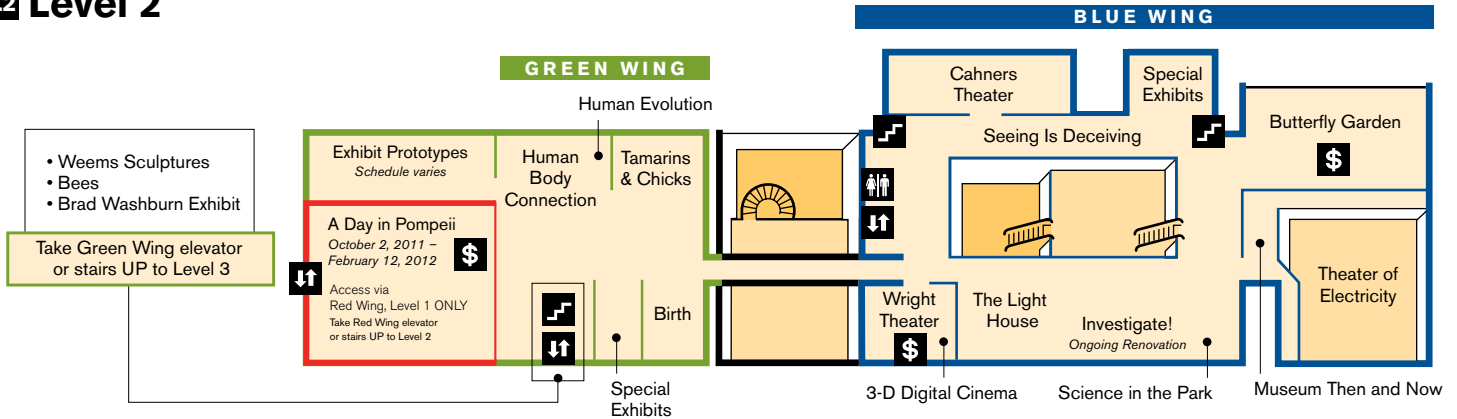 2 Level 2
BLUE WING
GREEN WING
Human Evolution
• Weems Sculptures
• Bees
• Brad Washburn Exhibit
Take Green Wing elevator
or stairs UP to Level 3
Exhibit Prototypes
Schedule varies
A Day in Pompeii
October 2, 2011 –
February 12, 2012
$
Access via
Red Wing, Level 1 ONLY
Take Red Wing elevator
or stairs UP to Level 2
Human
Body
Connection
Tamarins
& Chicks
Birth
Special
Exhibits
Cahners
Theater
Special
Exhibits
Seeing Is Deceiving
Butterfly Garden
$
Wright
Theater
$
The Light
House
Investigate!
Ongoing Renovation
Theater of
Electricity
3-D Digital Cinema
Science in the Park
Museum Then and Now